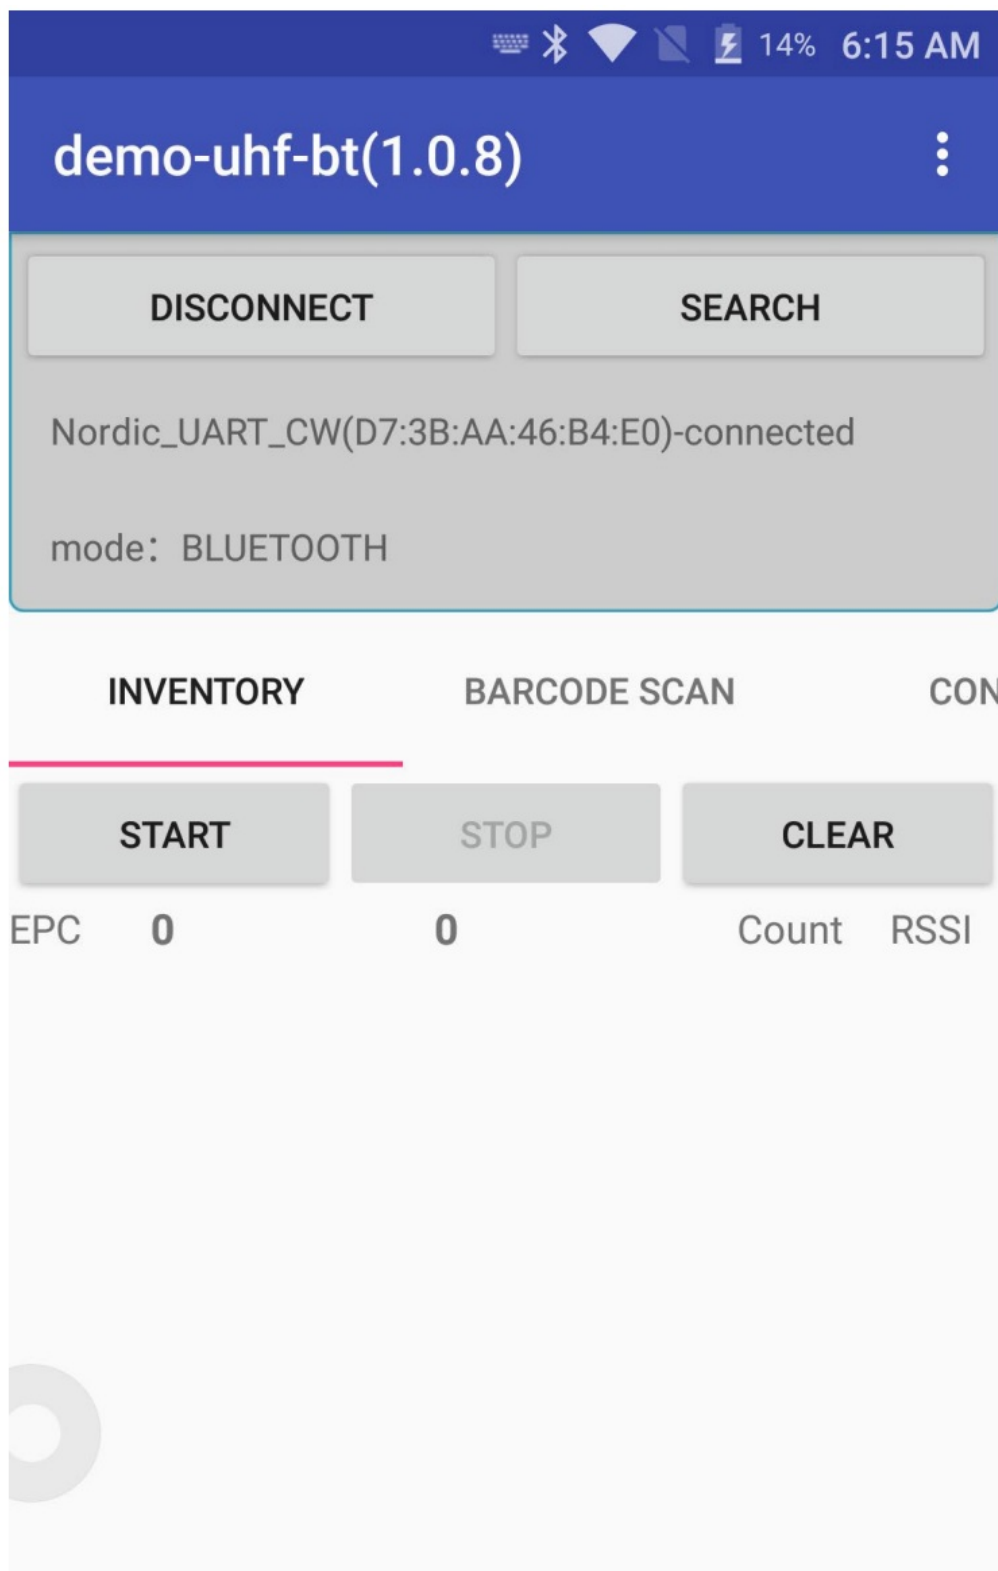 14% 6:15 AM
demo-uhf-bt(1.0.8)
DISCONNECT SEARCH
Nordic_UART_CW(D7:3B:AA:46:B4:E0)-connected
mode：BLUETOOTH
INVENTORY BARCODE SCAN CON
START STOP CLEAR
EPC 0 0 Count RSSI